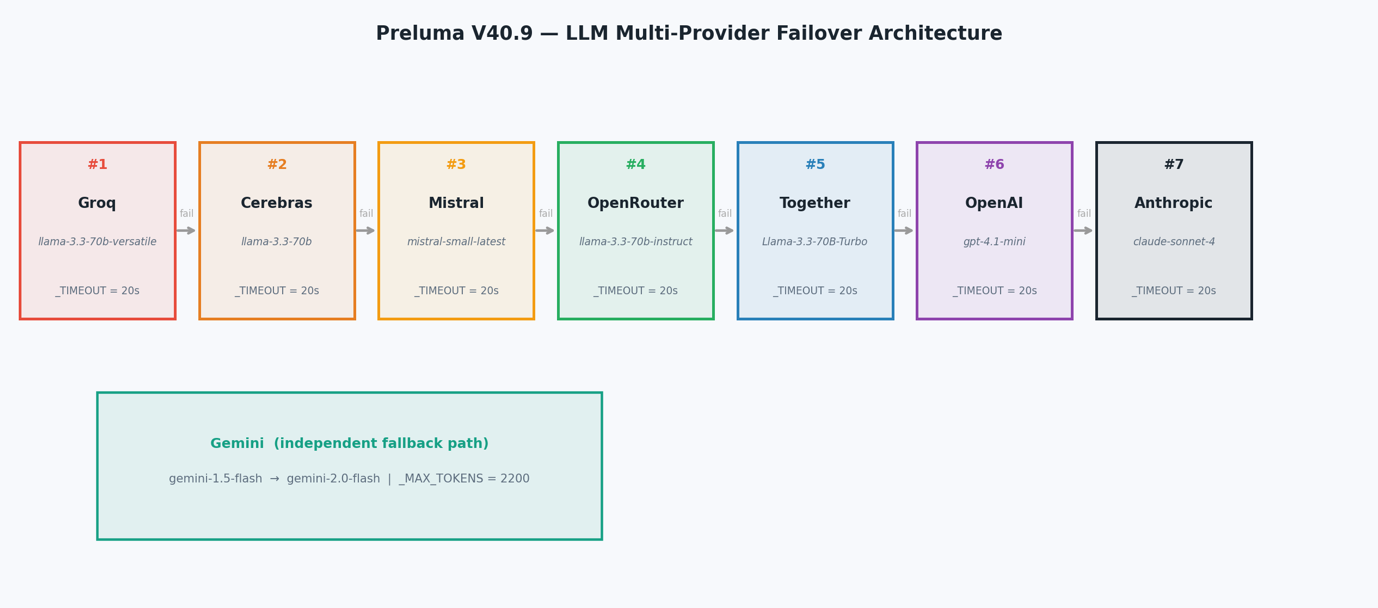 Preluma V40.9 — LLM Multi-Provider Failover Architecture
#1
Groq
llama-3.3-70b-versatile
_TIMEOUT = 20s
fail
#2
Cerebras
llama-3.3-70b
_TIMEOUT = 20s
fail
#3
Mistral
mistral-small-latest
_TIMEOUT = 20s
fail
#4
OpenRouter
llama-3.3-70b-instruct
_TIMEOUT = 20s
fail
#5
Together
Llama-3.3-70B-Turbo
_TIMEOUT = 20s
fail
#6
OpenAI
gpt-4.1-mini
_TIMEOUT = 20s
fail
#7
Anthropic
claude-sonnet-4
_TIMEOUT = 20s
Gemini  (independent fallback path)
gemini-1.5-flash  →  gemini-2.0-flash  |  _MAX_TOKENS = 2200